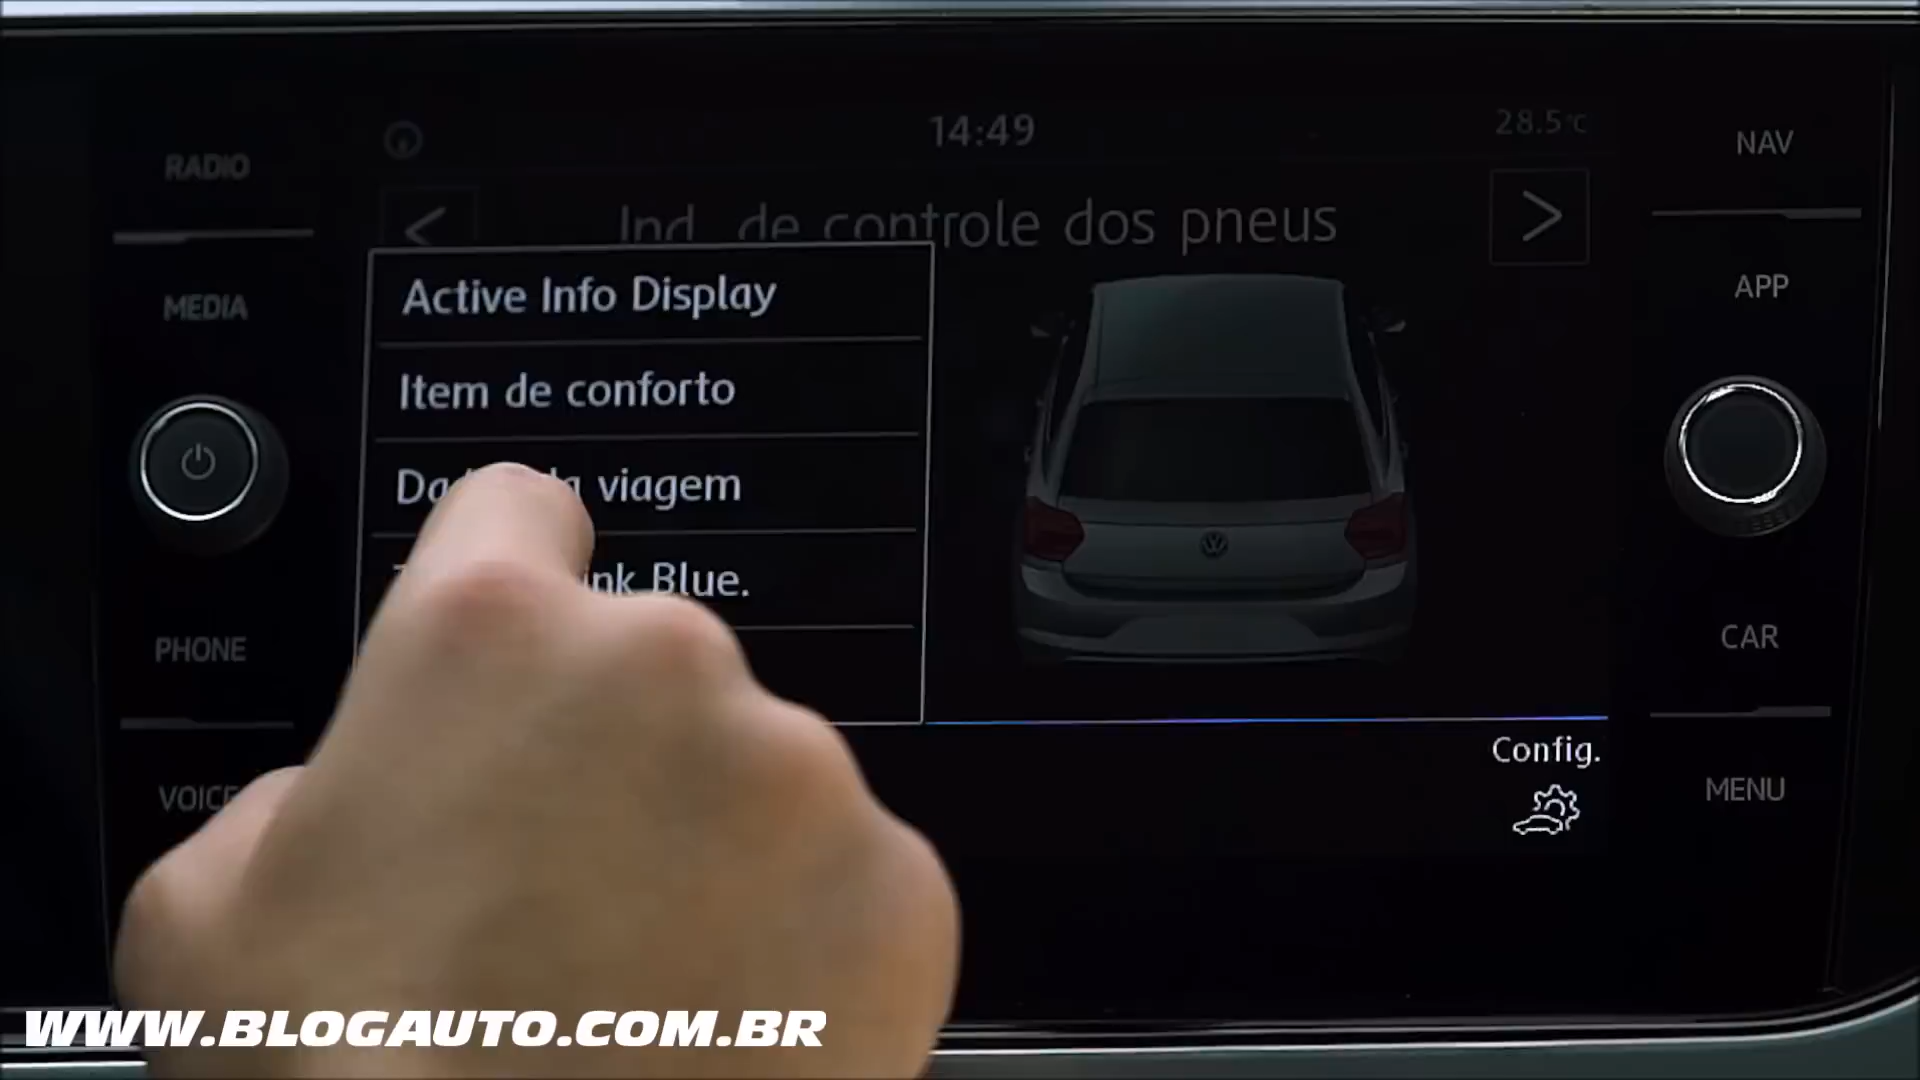 14:49
28.5°C
RADIO
NAV
< Ind. de controle dos pneus >
MEDIA
APP
Active Info Display
Item de conforto
viagem
Blue.
PHONE
CAR
Config.
VOICE
MENU
WWW.BLOGAUTO.COM.BR